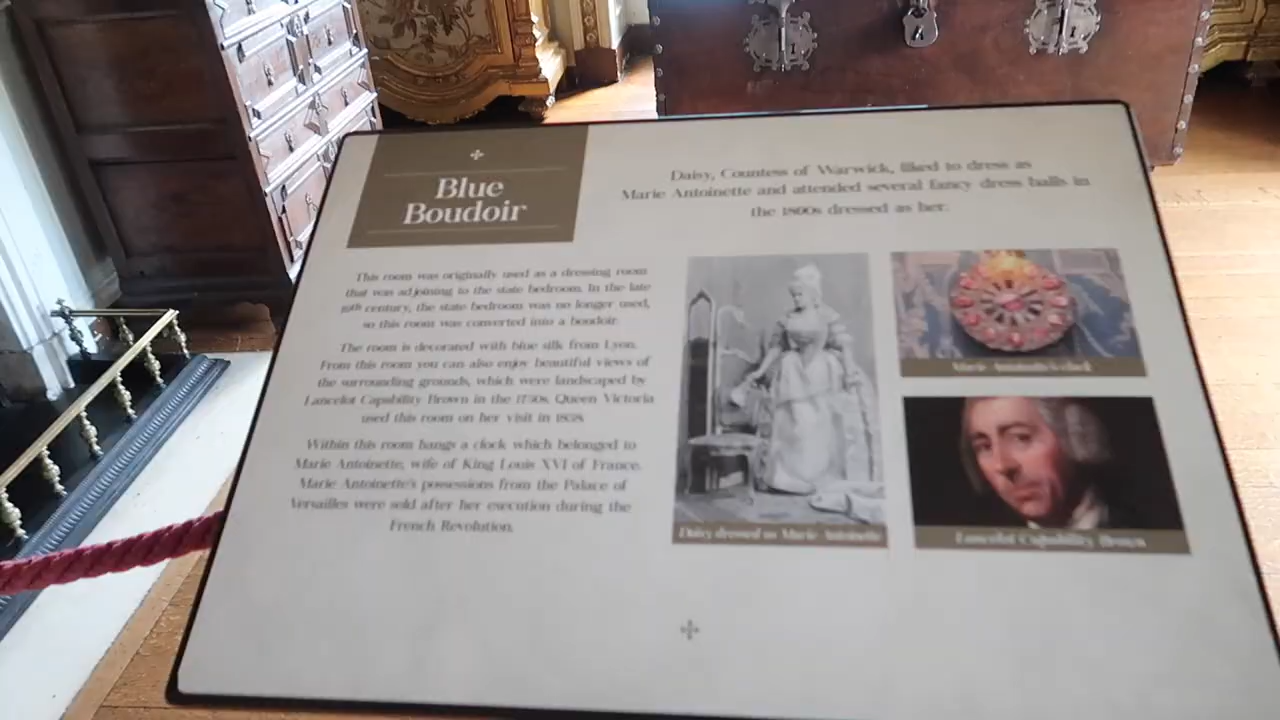 Blue
Boudoir
Daisy, Countess of Warwick, liked to dress as
Marie Antoinette and attended several fancy dress balls in
the 1800s dressed as her.
This room was originally used as a dressing room
that was adjoining to the state bedroom. In the late
19th century, the state bedroom was no longer used,
so this room was converted into a boudoir.
The room is decorated with blue silk from Lyon.
From this room you can also enjoy beautiful views of
the surrounding grounds, which were landscaped by
Lancelot Capability Brown in the 1750s. Queen Victoria
used this room on her visit in 1858.
Within this room hangs a clock which belonged to
Marie Antoinette, wife of King Louis XVI of France.
Marie Antoinette's possessions from the Palace of
Versailles were sold after her execution during the
French Revolution.
Daisy dressed as Marie Antoinette
Marie Antoinette's clock
Lancelot Capability Brown